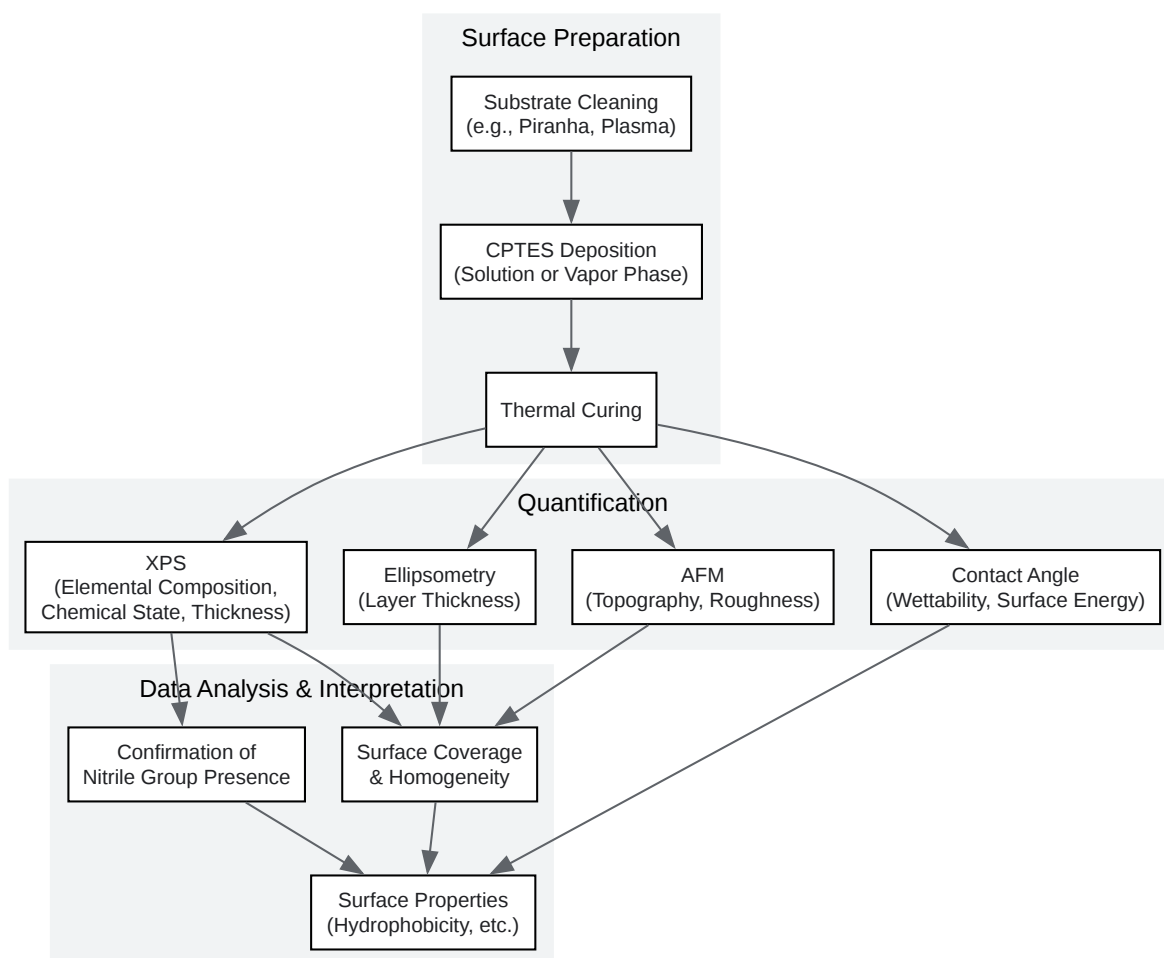 Surface Preparation
Substrate Cleaning
(e.g., Piranha, Plasma)
CPTES Deposition
(Solution or Vapor Phase)
Thermal Curing
Quantification
XPS
(Elemental Composition,
Chemical State, Thickness)
Ellipsometry
(Layer Thickness)
AFM
(Topography, Roughness)
Contact Angle
(Wettability, Surface Energy)
Data Analysis & Interpretation
Confirmation of
Nitrile Group Presence
Surface Coverage
& Homogeneity
Surface Properties
(Hydrophobicity, etc.)